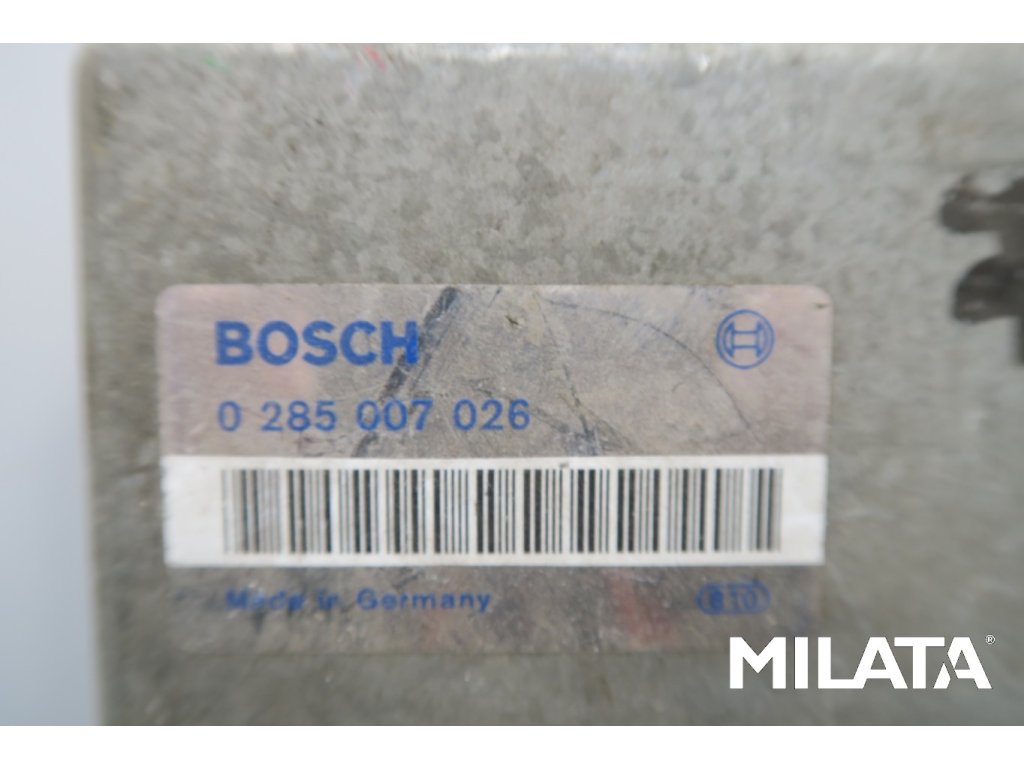 BOSCH
0 285 007 026
Made in Germany
MILATA®